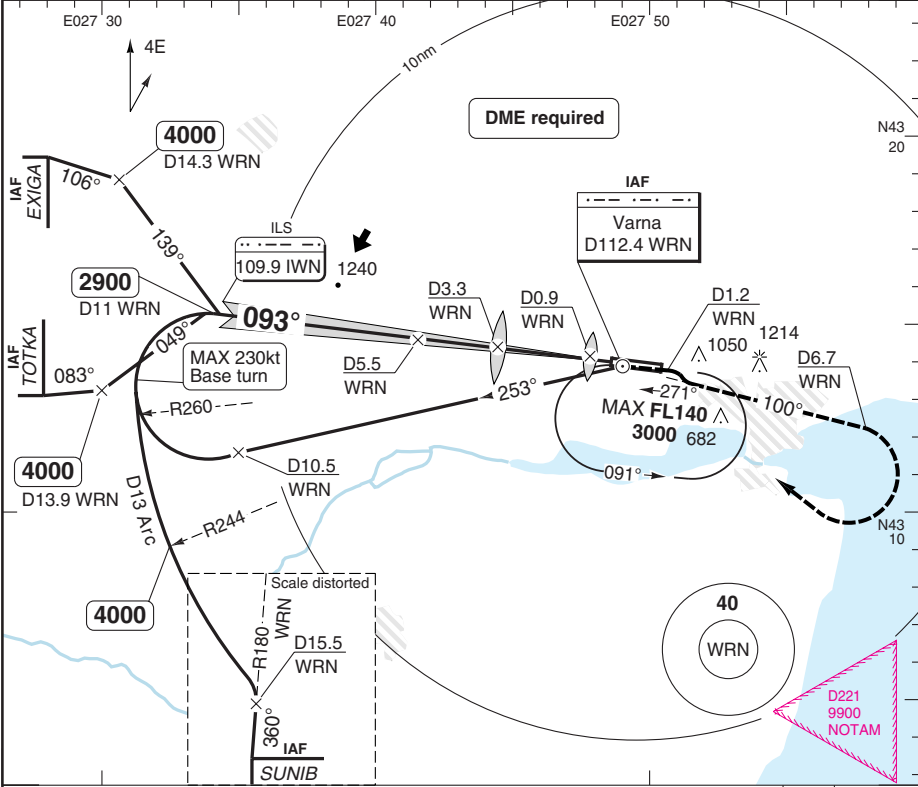 E027 30
E027 40
E027 50
4E
10nm
DME required
N43
20
4000
D14.3 WRN
IAF
EXIGA
106°
139°
IAF
Varna
D112.4 WRN
ILS
109.9 IWN
1240
2900
D11 WRN
093°
D3.3
WRN
D0.9
WRN
D1.2
WRN
1050
1214
D6.7
WRN
IAF
TOTKA
083°
049°
MAX 230kt
Base turn
D5.5
WRN
253°
271°
100°
MAX FL140
3000
682
R260
4000
D13.9 WRN
D10.5
WRN
091°
D13 Arc
R244
N43
10
4000
Scale distorted
R180
WRN
D15.5
WRN
360°
IAF
SUNIB
40
WRN
D221
9900
NOTAM